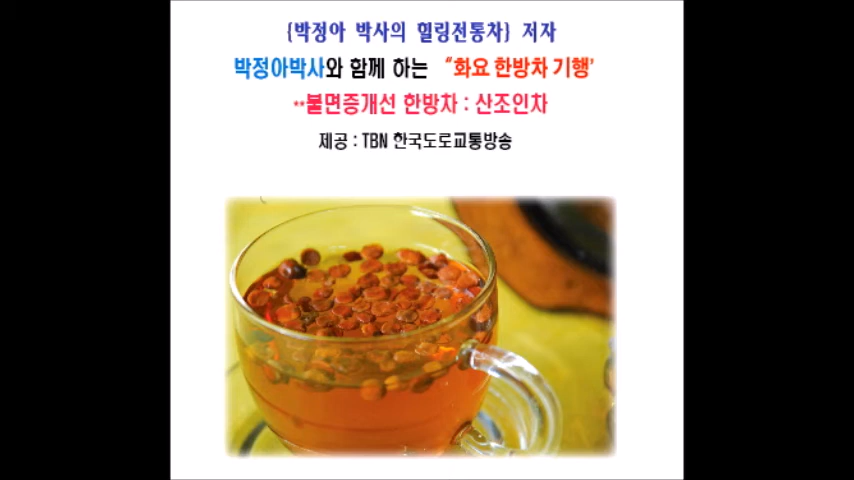 {박정아 박사의 힐링전통차} 저자
박정아박사와 함께 하는 “화요 한방차 기행’
**불면증개선 한방차 : 산조인차
제공 : TBN 한국도로교통방송